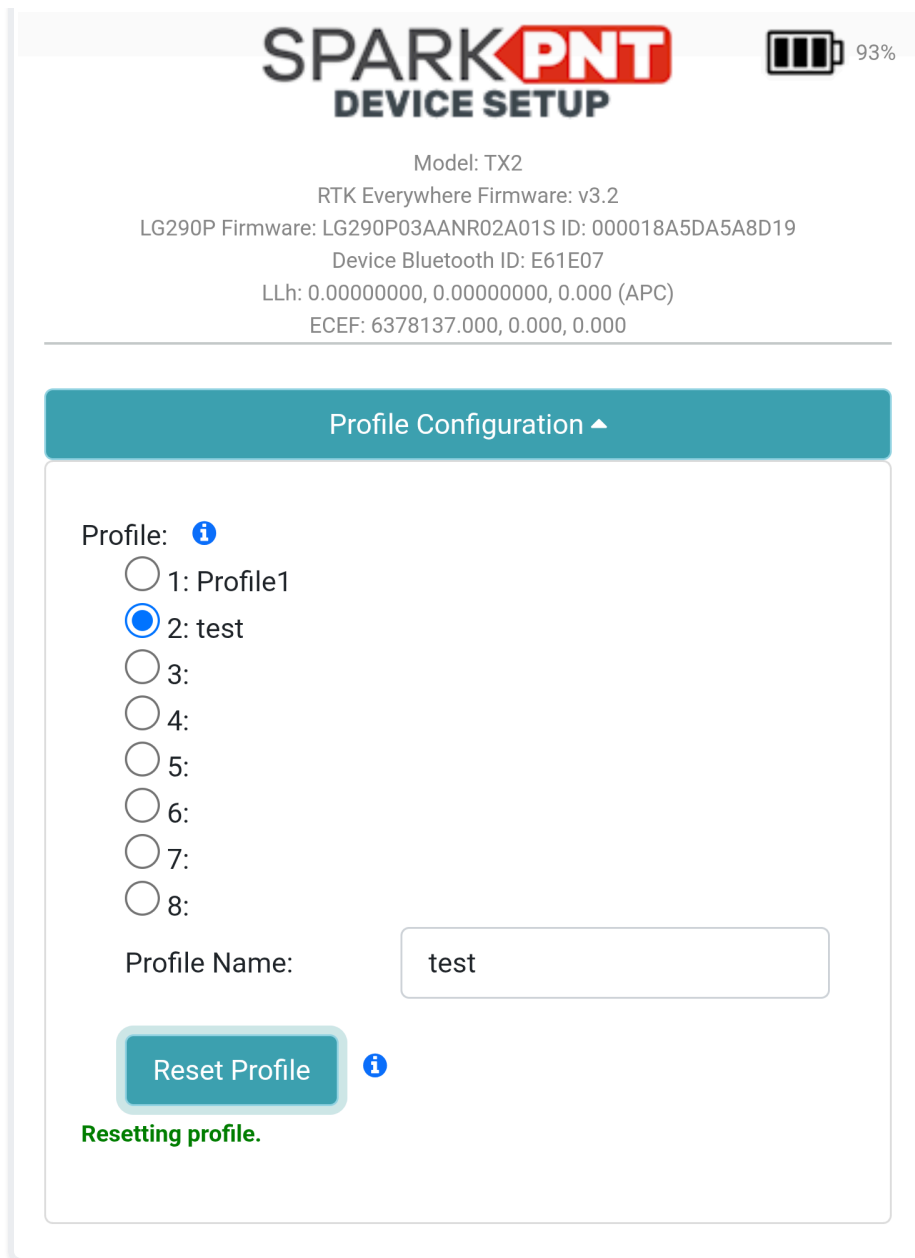 SPARK PNT
93%
DEVICE SETUP
Model: TX2
RTK Everywhere Firmware: v3.2
LG290P Firmware: LG290P03AANR02A01S ID: 000018A5DA5A8D19
Device Bluetooth ID: E61E07
LLh: 0.00000000, 0.00000000, 0.000 (APC)
ECEF: 6378137.000, 0.000, 0.000
Profile Configuration
Profile:
1: Profile1
2: test
3:
4:
5:
6:
7:
8:
Profile Name: test
Reset Profile
Resetting profile.